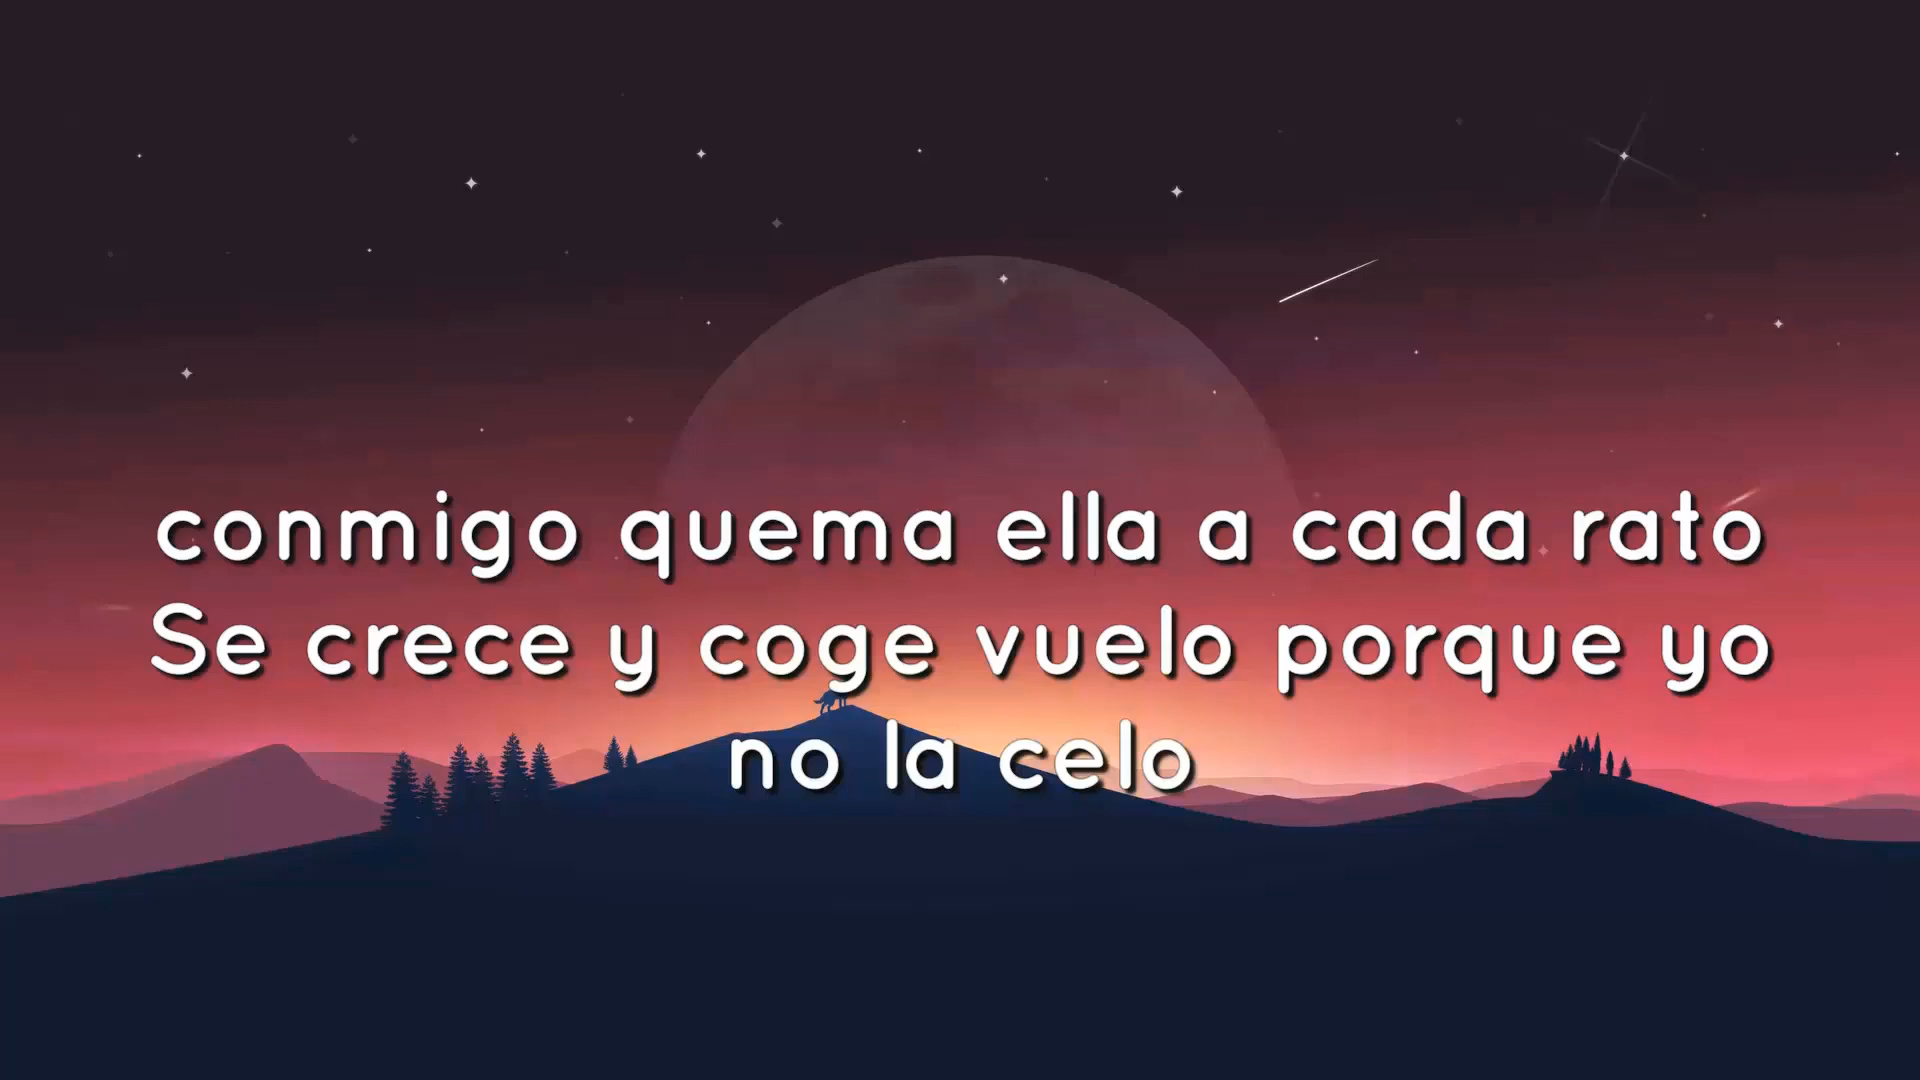 conmigo quema ella a cada rato
Se crece y coge vuelo porque yo
no la celo